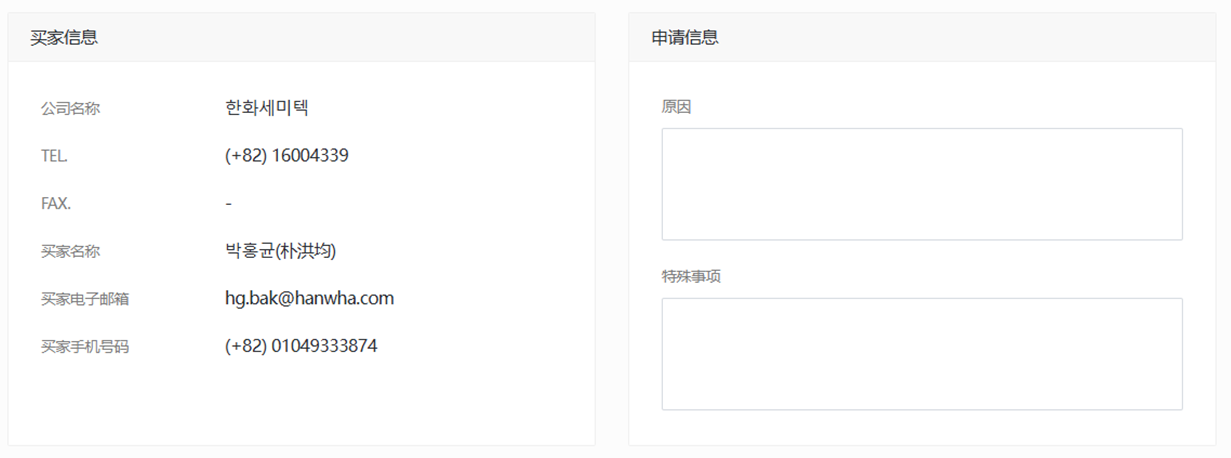 买家信息
公司名称 한화세미텍
TEL. (+82) 16004339
FAX. -
买家名称 박홍균(朴洪均)
买家电子邮箱 hg.bak@hanwha.com
买家手机号码 (+82) 01049333874
申请信息
原因
特殊事项